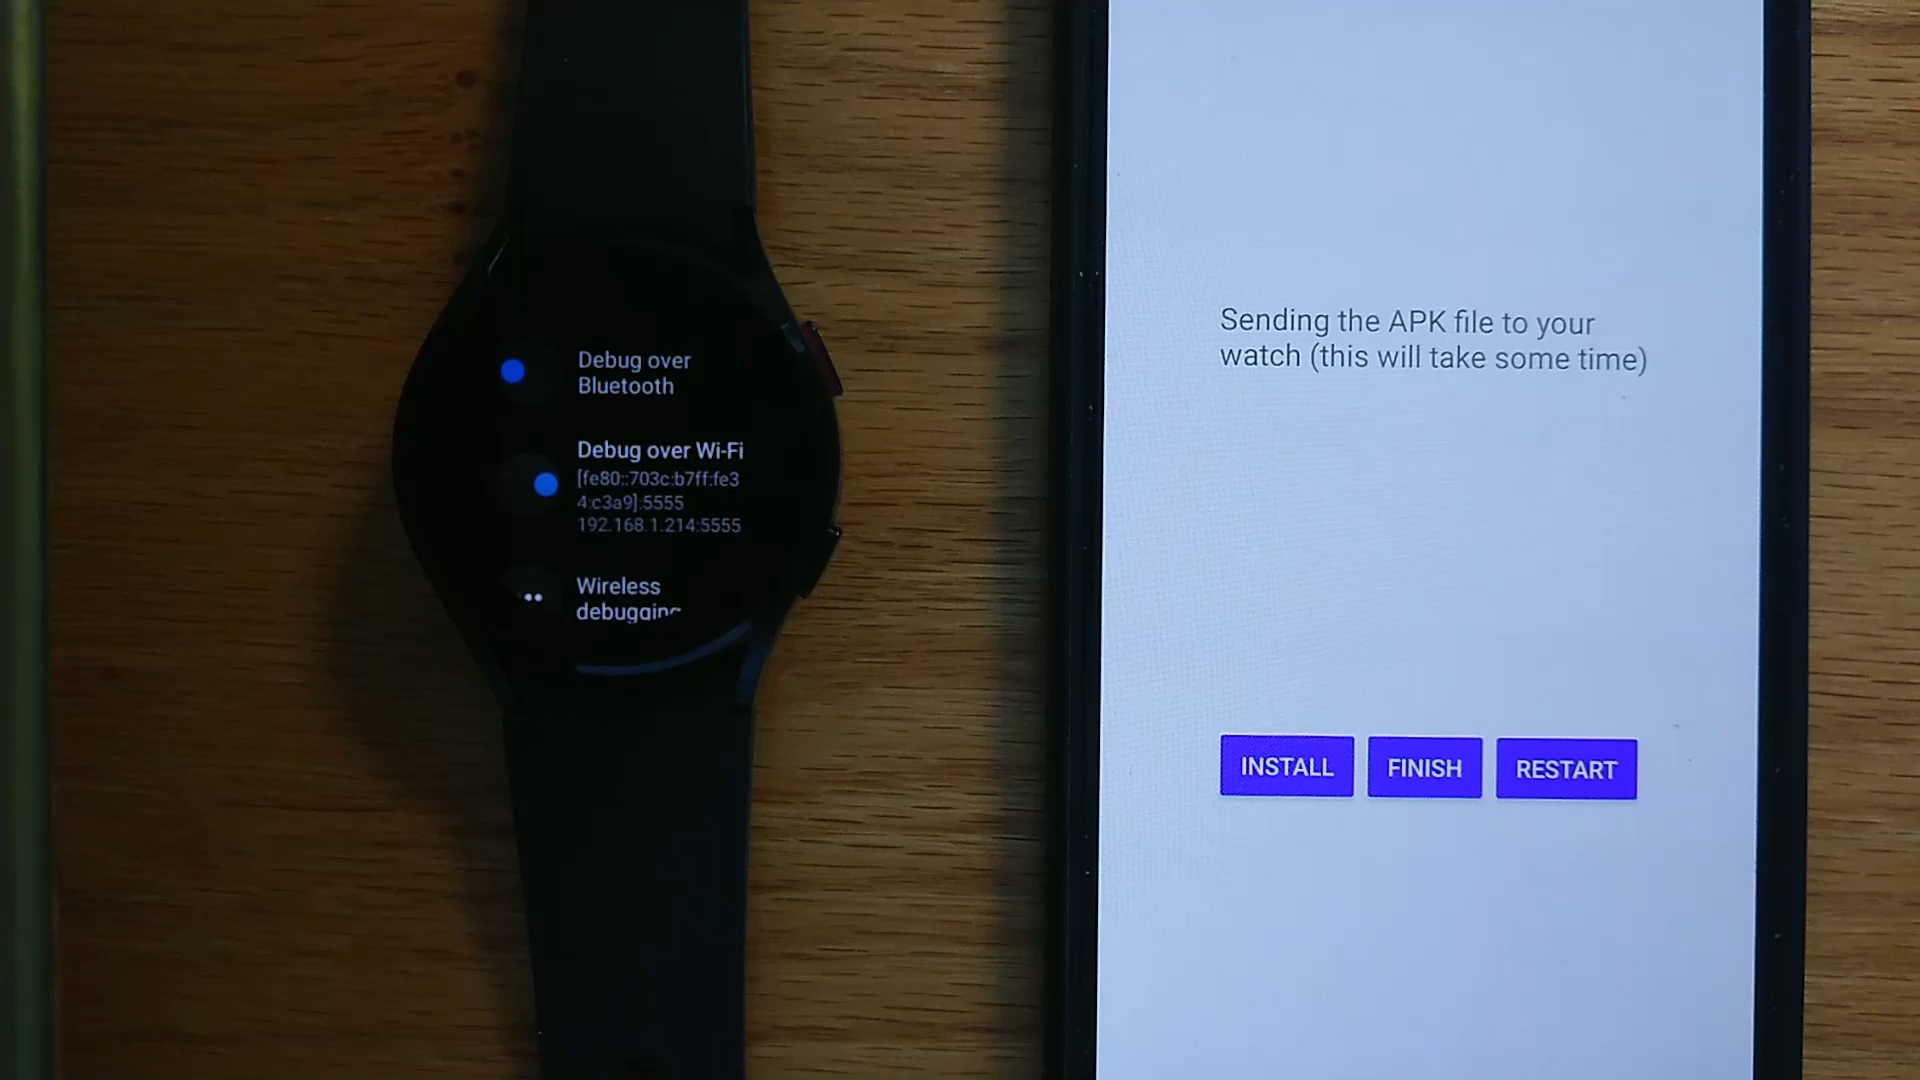 Debug over
Bluetooth
Debug over Wi-Fi
[fe80::703c:b7ff:fe3
4:c3a9]:5555
192.168.1.214:5555
Wireless
debugging
Sending the APK file to your
watch (this will take some time)
INSTALL FINISH RESTART